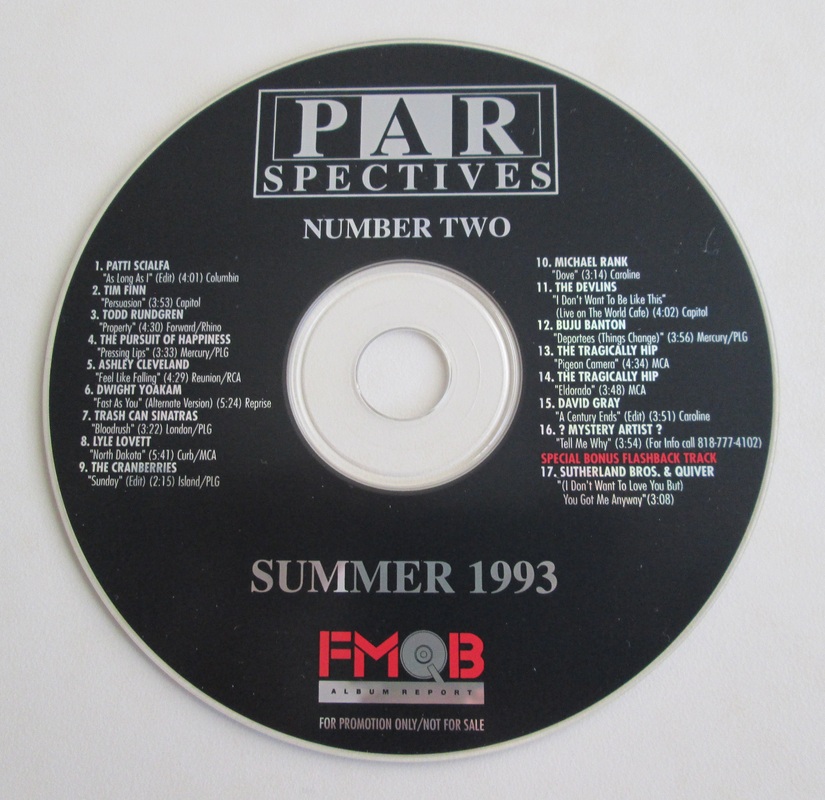 PAR
SPECTIVES
NUMBER TWO
1. PATTI SCIALFA
"As Long As I" (Edit) (4:01) Columbia
2. TIM FINN
"Persuasion" (3:53) Capitol
3. TODD RUNDGREN
"Property" (4:30) Forward/Rhino
4. THE PURSUIT OF HAPPINESS
"Pressing Lips" (3:33) Mercury/PLG
5. ASHLEY CLEVELAND
"Feel Like Falling" (4:29) Reunion/RCA
6. DWIGHT YOAKAM
"Fast As You" (Alternate Version) (5:24) Reprise
7. TRASH CAN SINATRAS
"Bloodrush" (3:22) London/PLG
8. LYLE LOVETT
"North Dakota" (5:41) Curb/MCA
9. THE CRANBERRIES
"Sunday" (Edit) (2:15) Island/PLG
10. MICHAEL RANK
"Dove" (3:14) Caroline
11. THE DEVLINS
"I Don't Want To Be Like This"
(Live on The World Cafe) (4:02) Capitol
12. BUJU BANTON
"Deportees (Things Change)" (3:56) Mercury/PLG
13. THE TRAGICALLY HIP
"Pigeon Camera" (4:34) MCA
14. THE TRAGICALLY HIP
"Eldorado" (3:48) MCA
15. DAVID GRAY
"A Century Ends" (Edit) (3:51) Caroline
16. ? MYSTERY ARTIST ?
"Tell Me Why" (3:54) (For Info call 818-777-4102)
SPECIAL BONUS FLASHBACK TRACK
17. SUTHERLAND BROS. & QUIVER
"(I Don't Want To Love You But)
You Got Me Anyway"(3:08)
SUMMER 1993
FMQB
ALBUM REPORT
FOR PROMOTION ONLY/NOT FOR SALE